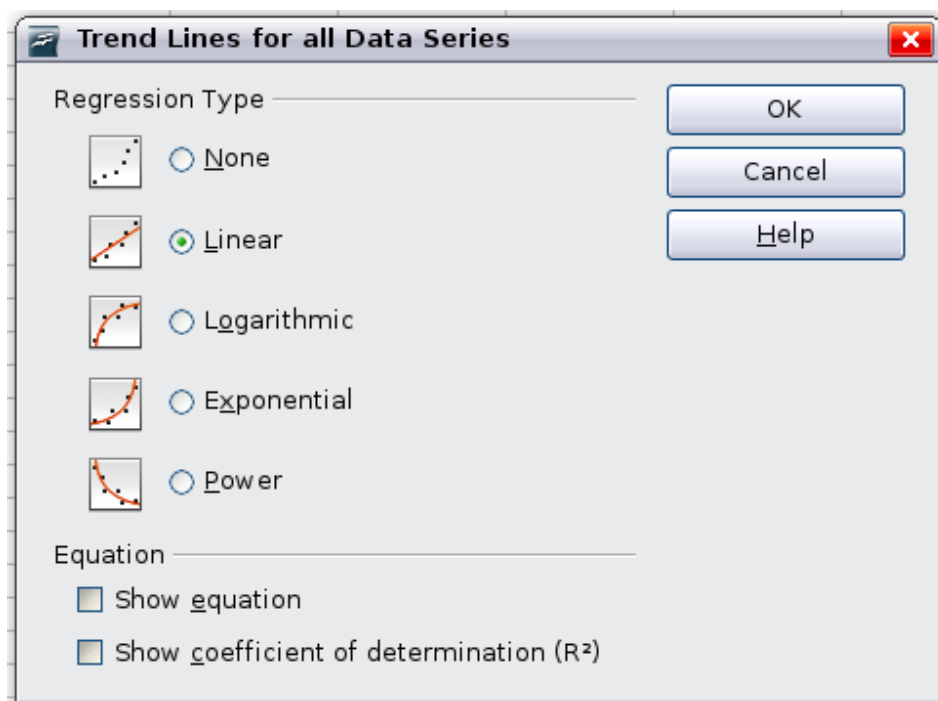 Trend Lines for all Data Series
Regression Type
OK
None
Cancel
Linear
Help
Logarithmic
Exponential
Power
Equation
Show equation
Show coefficient of determination (R²)